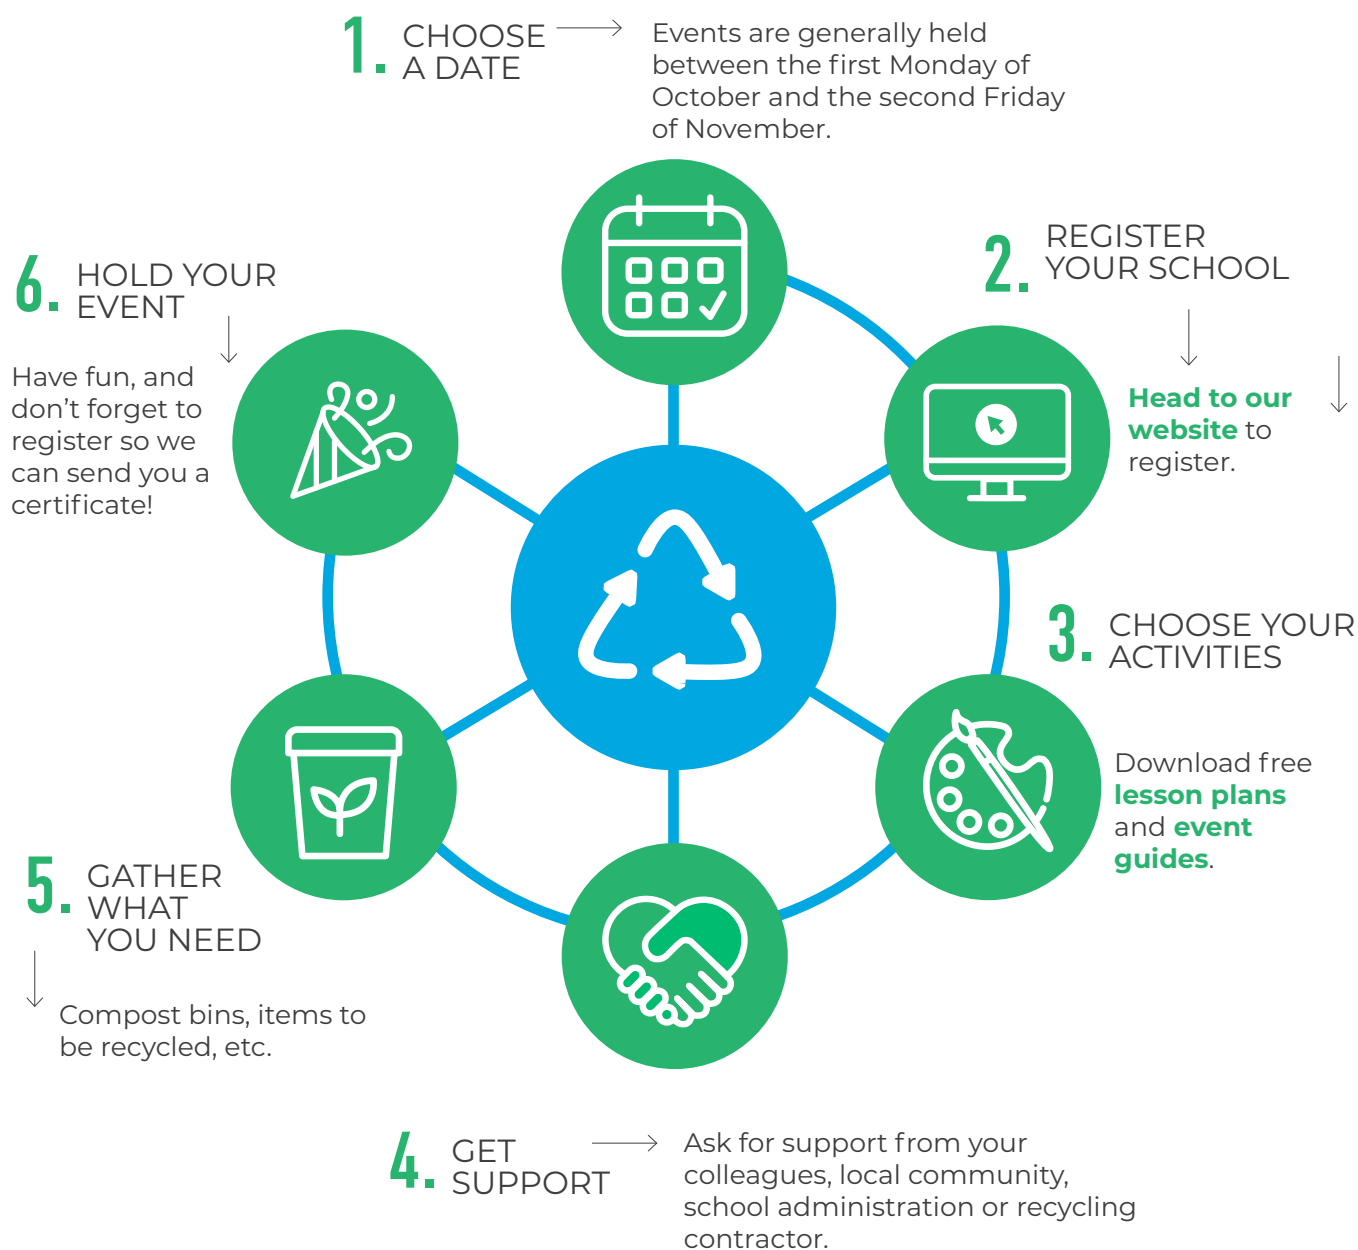 1. CHOOSE
A DATE
Events are generally held
between the first Monday of
October and the second Friday
of November.
2. REGISTER
YOUR SCHOOL
Head to our
website to
register.
3. CHOOSE YOUR
ACTIVITIES
Download free
lesson plans
and event
guides.
4. GET
SUPPORT
Ask for support from your
colleagues, local community,
school administration or recycling
contractor.
5. GATHER
WHAT
YOU NEED
Compost bins, items to
be recycled, etc.
6. HOLD YOUR
EVENT
Have fun, and
don’t forget to
register so we
can send you a
certificate!